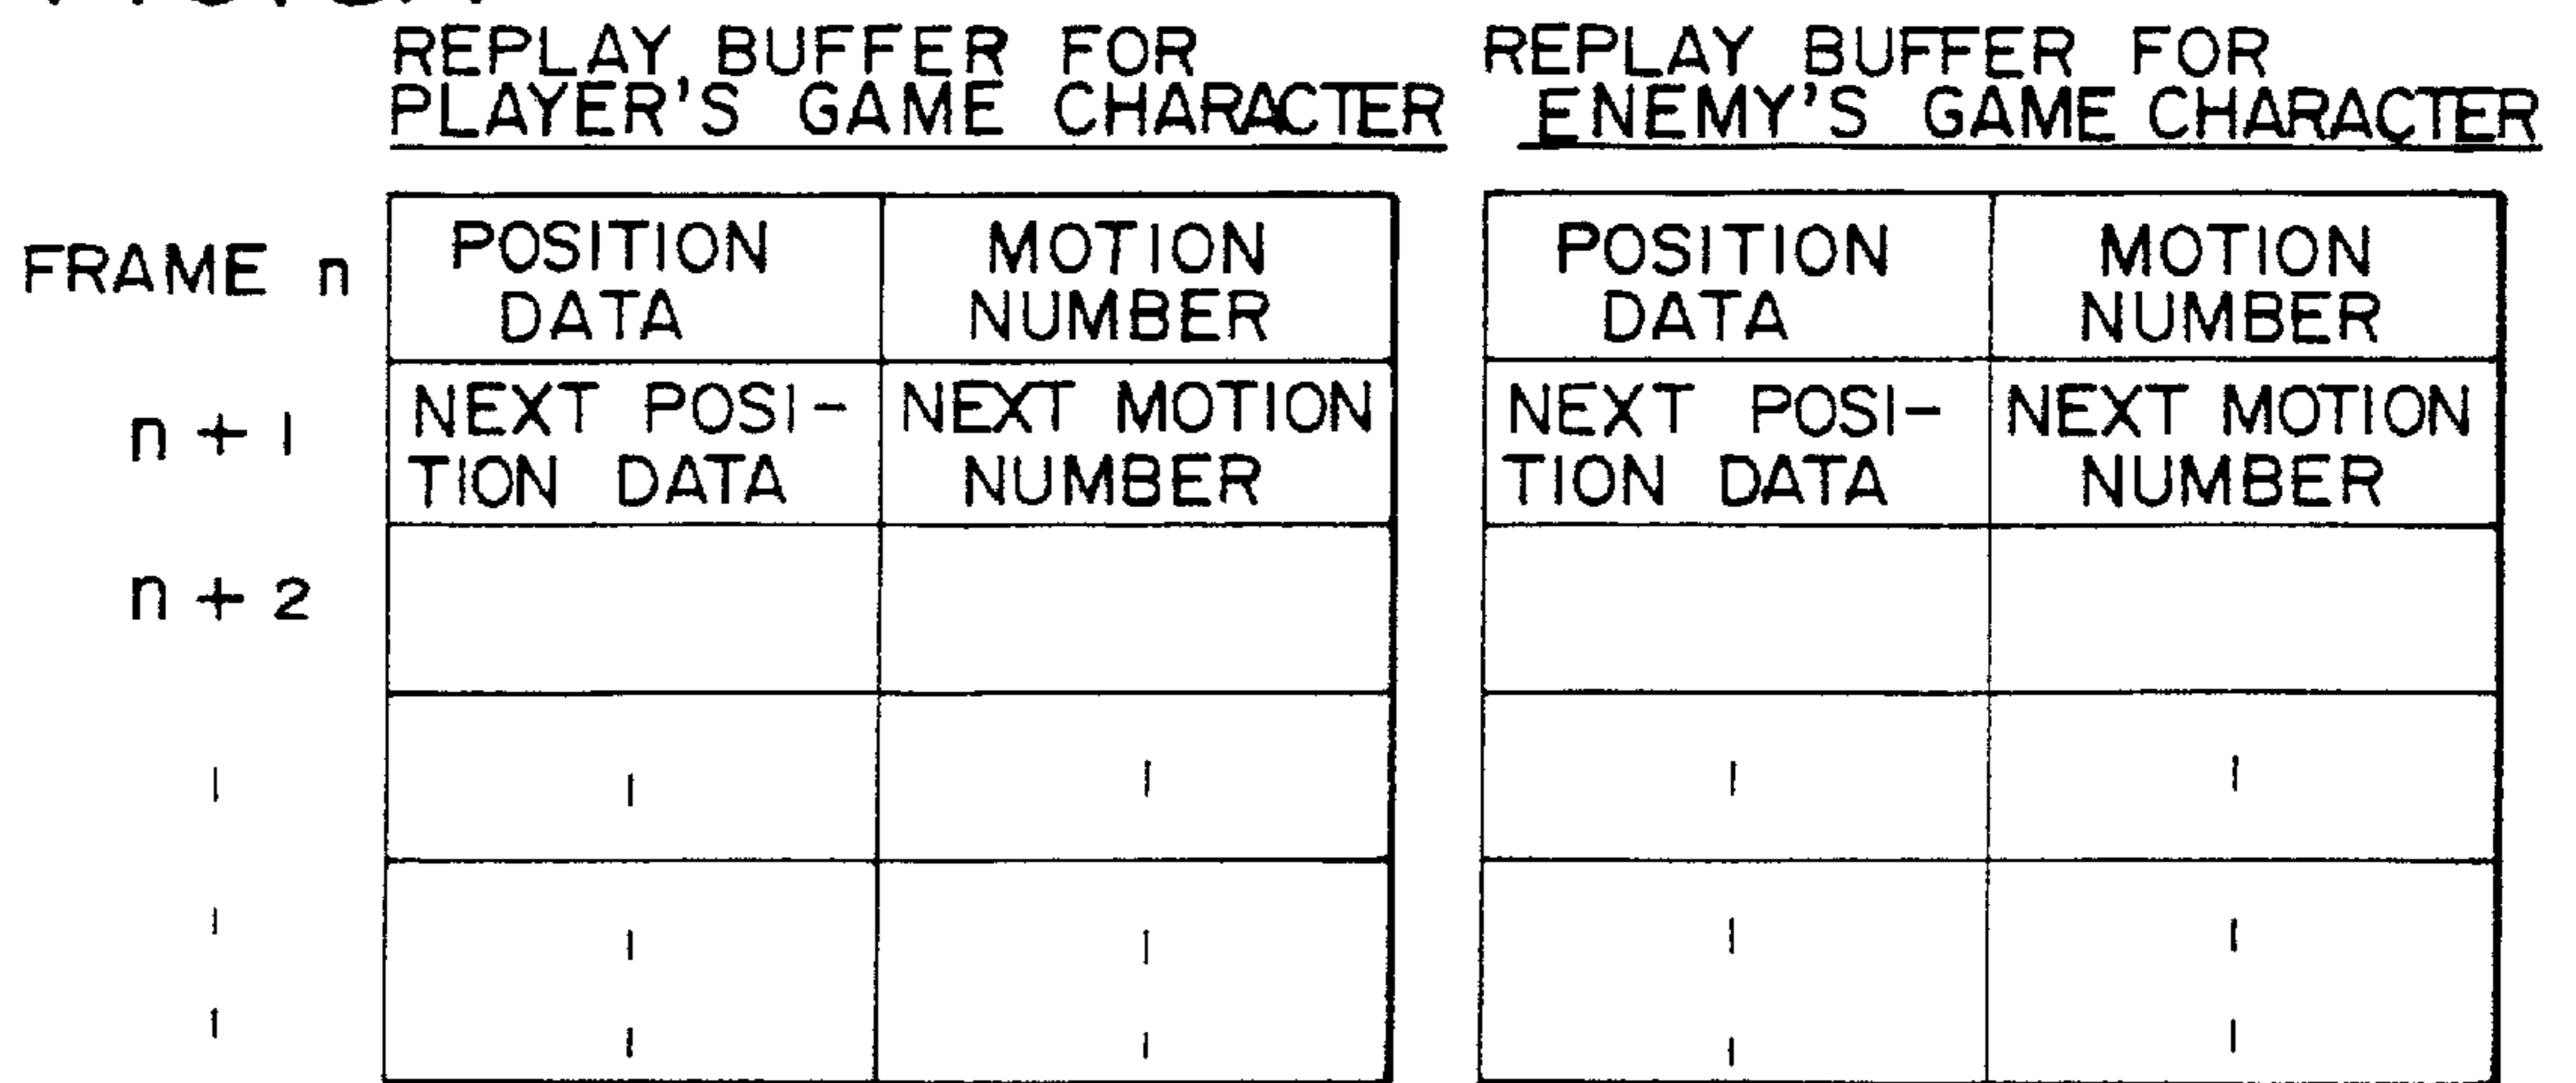 REPLAY BUFFER FOR
PLAYER'S GAME CHARACTER
REPLAY BUFFER FOR
ENEMY'S GAME CHARACTER
FRAME n
POSITION
DATA
MOTION
NUMBER
POSITION
DATA
MOTION
NUMBER
n + 1
NEXT POSI-
TION DATA
NEXT MOTION
NUMBER
NEXT POSI-
TION DATA
NEXT MOTION
NUMBER
n + 2